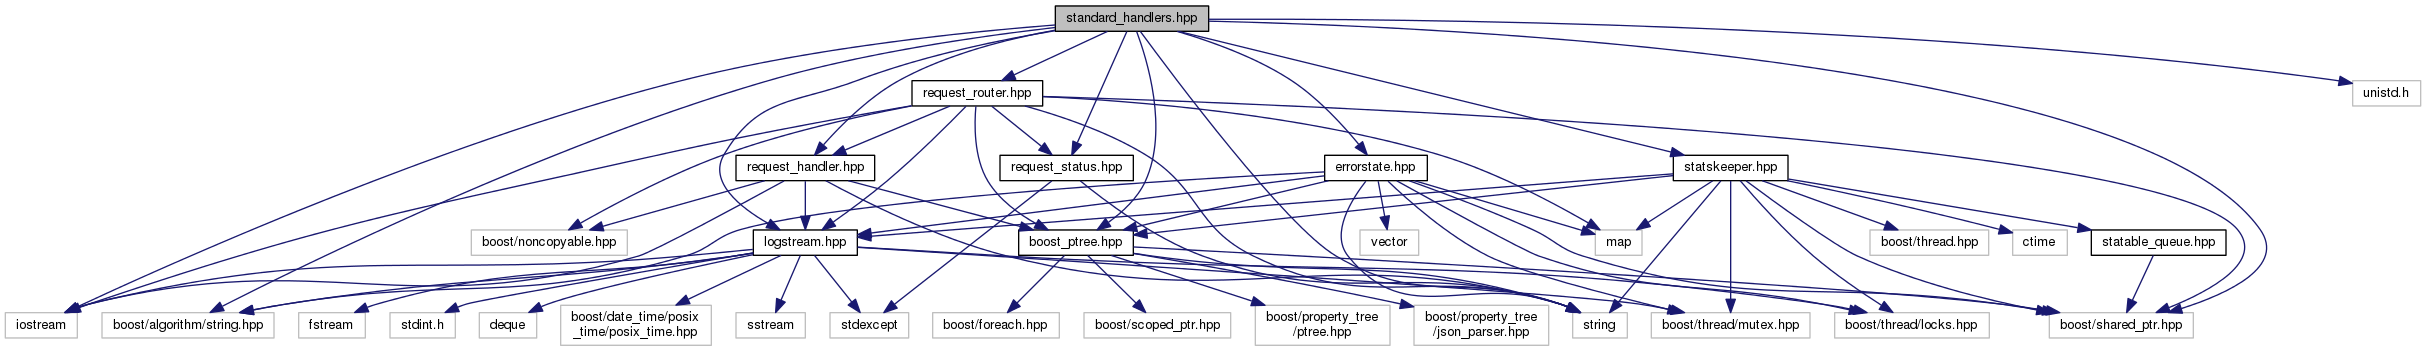 standard_handlers.hpp
request_router.hpp
unistd.h
request_handler.hpp
request_status.hpp
errorstate.hpp
statskeeper.hpp
boost/noncopyable.hpp
logstream.hpp
boost_ptree.hpp
vector
map
boost/thread.hpp
ctime
statable_queue.hpp
iostream
boost/algorithm/string.hpp
fstream
stdint.h
deque
boost/date_time/posix
_time/posix_time.hpp
sstream
stdexcept
boost/foreach.hpp
boost/scoped_ptr.hpp
boost/property_tree
/ptree.hpp
boost/property_tree
/json_parser.hpp
string
boost/thread/mutex.hpp
boost/thread/locks.hpp
boost/shared_ptr.hpp